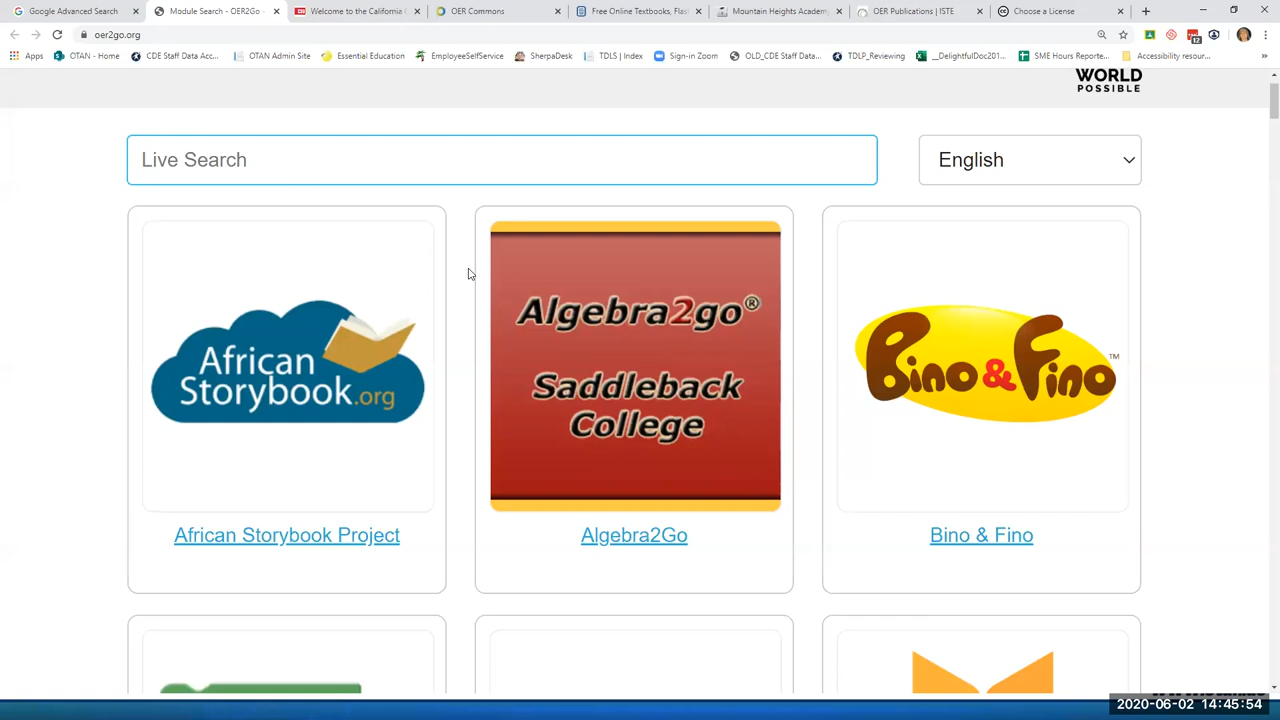 Google Advanced Search
Module Search - OER2Go
Welcome to the California
OER Commons
Free Online Textbooks, Flas
Mountain Heights Academy
OER Publications | ISTE
Choose a License
oer2go.org
12
Apps
OTAN - Home
CDE Staff Data Acc...
OTAN Admin Site
Essential Education
EmployeeSelfService
SherpaDesk
TDLS | Index
Sign-in Zoom
OLD_CDE Staff Data...
TDLP_Reviewing
__DelightfulDoc201...
SME Hours Reporte...
Accessibility resour...
WORLD
POSSIBLE
Live Search
English
African
Storybook.org
African Storybook Project
Algebra2go®
Saddleback
College
Algebra2Go
Bino & Fino™
Bino & Fino
2020-06-02 14:45:54